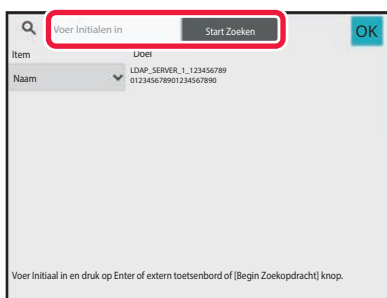 Voer Initialen in
Start Zoeken
OK
Item
Doel
Naam
LDAP_SERVER_1_123456789
012345678901234567890
Voer Initiaal in en druk op Enter of extern toetsenbord of [Begin Zoekopdracht] knop.